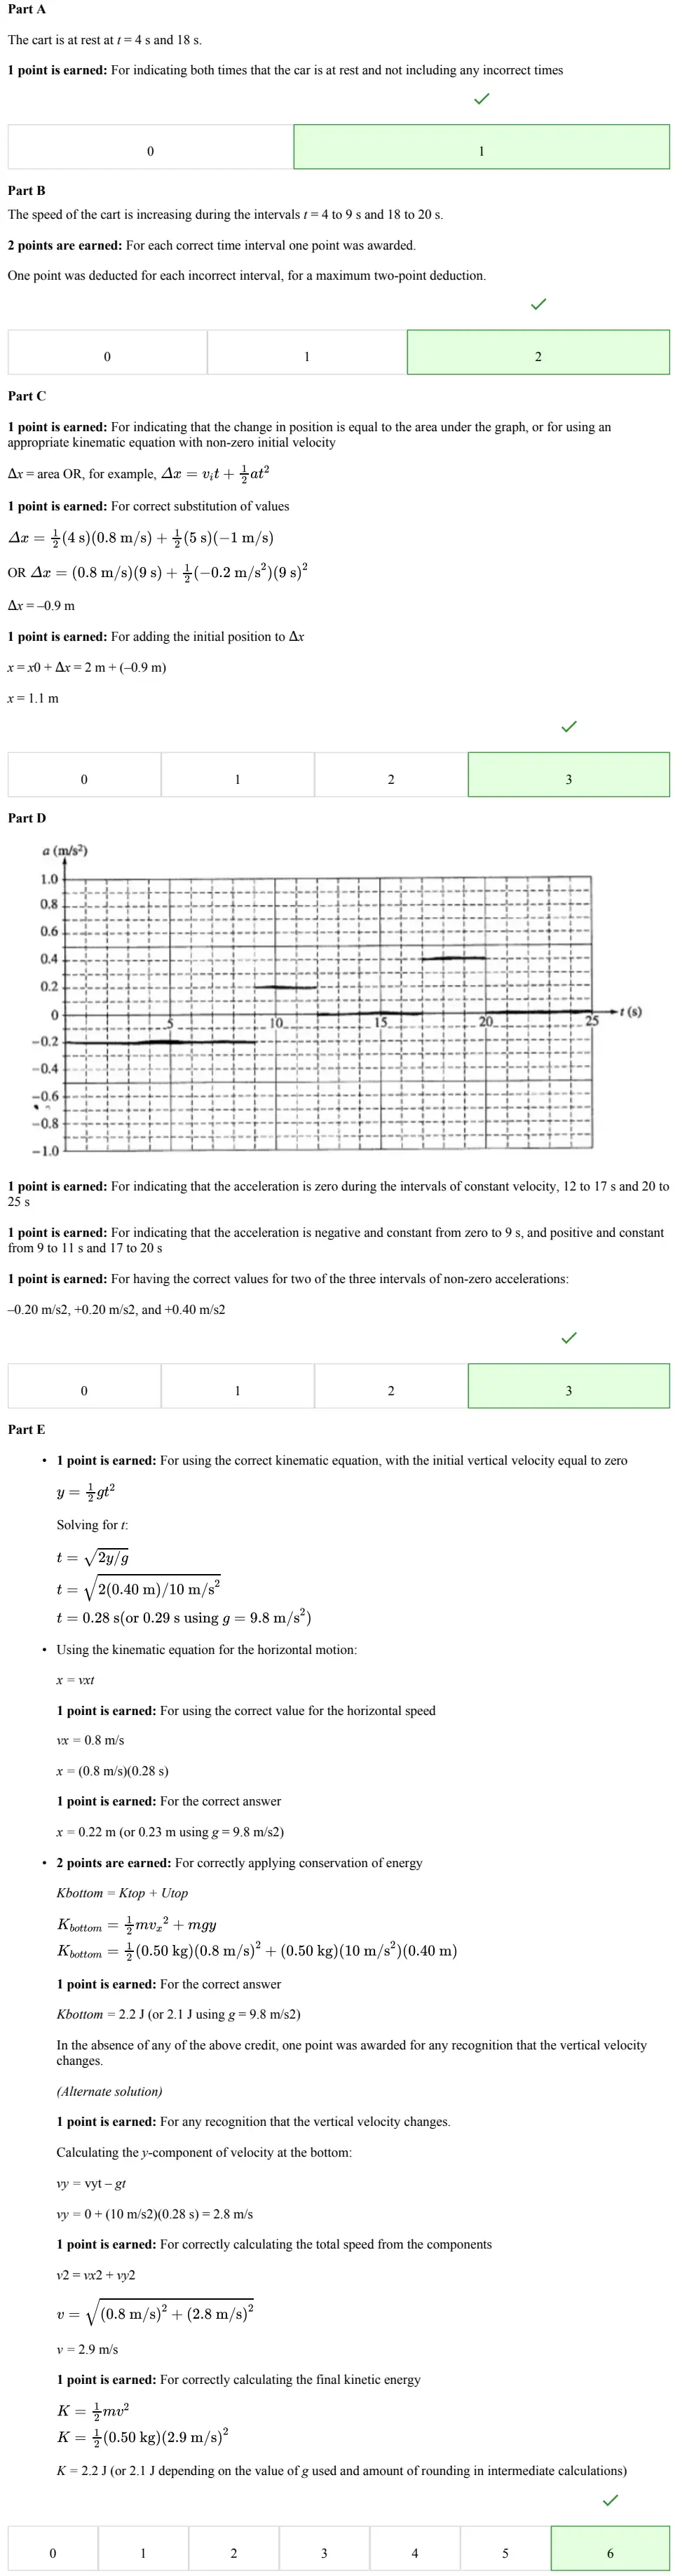 Part A
The cart is at rest at t = 4 s and 18 s.
1 point is earned: For indicating both times that the car is at rest and not including any incorrect times
0 1
Part B
The speed of the cart is increasing during the intervals t = 4 to 9 s and 18 to 20 s.
2 points are earned: For each correct time interval one point was awarded.
One point was deducted for each incorrect interval, for a maximum two-point deduction.
0 1 2
Part C
1 point is earned: For indicating that the change in position is equal to the area under the graph, or for using an
appropriate kinematic equation with non-zero initial velocity
Δx = area OR, for example, Δx = vᵢt + ½at²
1 point is earned: For correct substitution of values
Δx = ½(4 s)(0.8 m/s) + ½(5 s)(−1 m/s)
OR Δx = (0.8 m/s)(9 s) + ½(−0.2 m/s²)(9 s)²
Δx = –0.9 m
1 point is earned: For adding the initial position to Δx
x = x0 + Δx = 2 m + (–0.9 m)
x = 1.1 m
0 1 2 3
Part D
a (m/s²)
1.0
0.8
0.6
0.4
0.2
0
5 10 15 20 25 t (s)
−0.2
−0.4
−0.6
−0.8
−1.0
1 point is earned: For indicating that the acceleration is zero during the intervals of constant velocity, 12 to 17 s and 20 to
25 s
1 point is earned: For indicating that the acceleration is negative and constant from zero to 9 s, and positive and constant
from 9 to 11 s and 17 to 20 s
1 point is earned: For having the correct values for two of the three intervals of non-zero accelerations:
–0.20 m/s2, +0.20 m/s2, and +0.40 m/s2
0 1 2 3
Part E
• 1 point is earned: For using the correct kinematic equation, with the initial vertical velocity equal to zero
y = ½gt²
Solving for t:
t = √(2y/g)
t = √(2(0.40 m)/10 m/s²)
t = 0.28 s(or 0.29 s using g = 9.8 m/s²)
• Using the kinematic equation for the horizontal motion:
x = vxt
1 point is earned: For using the correct value for the horizontal speed
vx = 0.8 m/s
x = (0.8 m/s)(0.28 s)
1 point is earned: For the correct answer
x = 0.22 m (or 0.23 m using g = 9.8 m/s2)
• 2 points are earned: For correctly applying conservation of energy
Kbottom = Ktop + Utop
K_bottom = ½mvₓ² + mgy
K_bottom = ½(0.50 kg)(0.8 m/s)² + (0.50 kg)(10 m/s²)(0.40 m)
1 point is earned: For the correct answer
Kbottom = 2.2 J (or 2.1 J using g = 9.8 m/s2)
In the absence of any of the above credit, one point was awarded for any recognition that the vertical velocity
changes.
(Alternate solution)
1 point is earned: For any recognition that the vertical velocity changes.
Calculating the y-component of velocity at the bottom:
vy = vyt – gt
vy = 0 + (10 m/s2)(0.28 s) = 2.8 m/s
1 point is earned: For correctly calculating the total speed from the components
v2 = vx2 + vy2
v = √((0.8 m/s)² + (2.8 m/s)²)
v = 2.9 m/s
1 point is earned: For correctly calculating the final kinetic energy
K = ½mv²
K = ½(0.50 kg)(2.9 m/s)²
K = 2.2 J (or 2.1 J depending on the value of g used and amount of rounding in intermediate calculations)
0 1 2 3 4 5 6